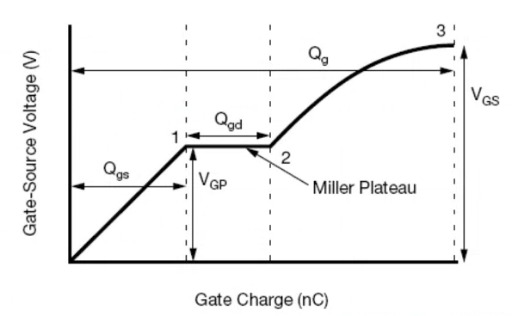 3
Qg
VGS
Qgd
1
2
Qgs
VGP
Miller Plateau
Gate-Source Voltage (V)
Gate Charge (nC)